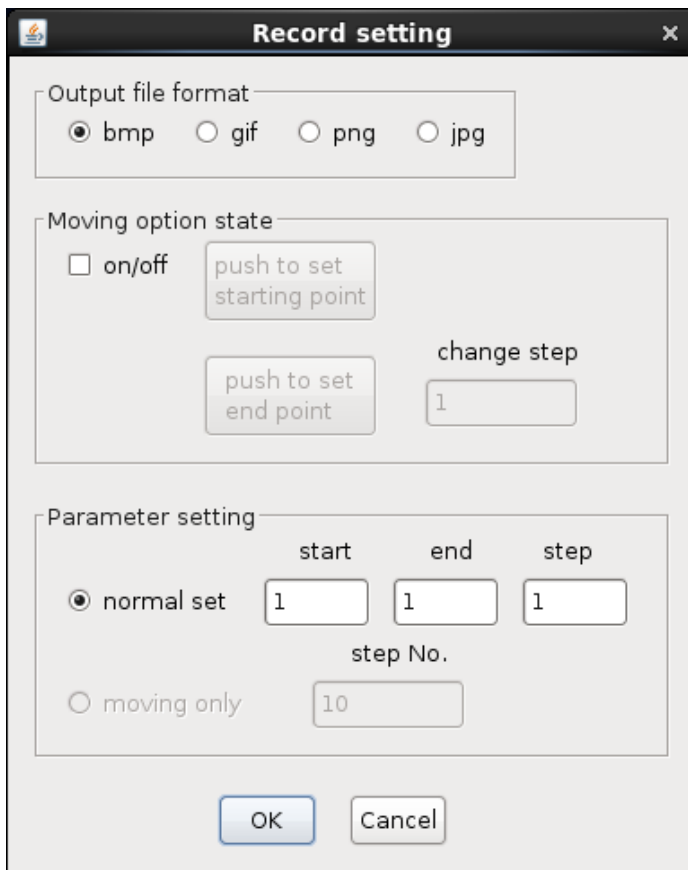 Record setting
Output file format
bmp gif png jpg
Moving option state
on/off
push to set
starting point
change step
push to set
end point
1
Parameter setting
start end step
normal set 1 1 1
step No.
moving only 10
OK Cancel